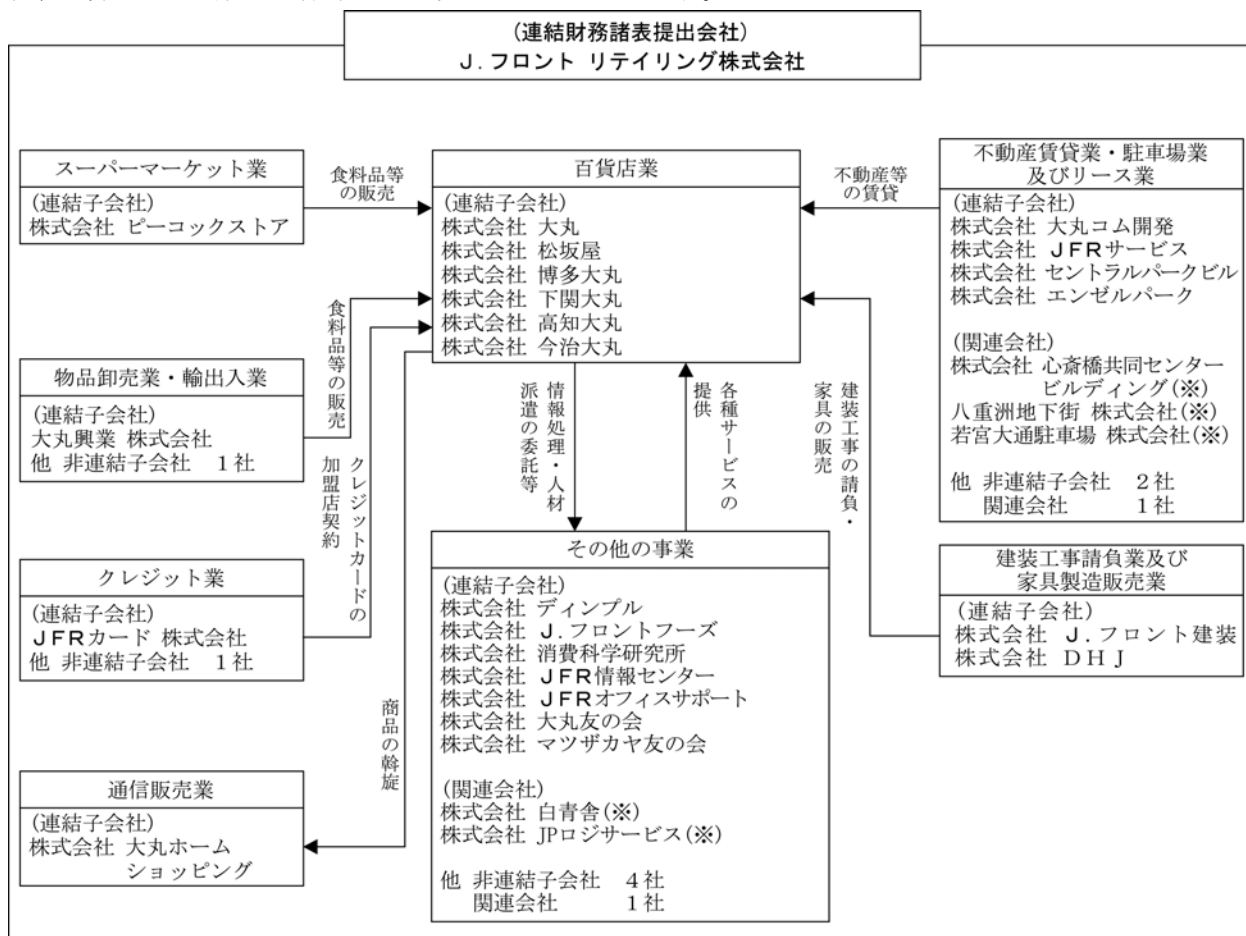 (連結財務諸表提出会社)
J.フロント リテイリング株式会社
スーパーマーケット業
(連結子会社)
株式会社 ピーコックストア
食料品等
の販売
百貨店業
(連結子会社)
株式会社 大丸
株式会社 松坂屋
株式会社 博多大丸
株式会社 下関大丸
株式会社 高知大丸
株式会社 今治大丸
不動産等
の賃貸
不動産賃貸業・駐車場業
及びリース業
(連結子会社)
株式会社 大丸コム開発
株式会社 JFRサービス
株式会社 セントラルパークビル
株式会社 エンゼルパーク
(関連会社)
株式会社 心斎橋共同センター
ビルディング(※)
八重洲地下街 株式会社(※)
若宮大通駐車場 株式会社(※)
他 非連結子会社 2社
関連会社 1社
物品卸売業・輸出入業
(連結子会社)
大丸興業 株式会社
他 非連結子会社 1社
食料品等の販売
クレジットカードの
加盟店契約
情報処理・人材
派遣の委託等
各種サービスの
提供
建装工事の請負・
家具の販売
クレジット業
(連結子会社)
JFRカード 株式会社
他 非連結子会社 1社
その他の事業
(連結子会社)
株式会社 ディンプル
株式会社 J.フロントフーズ
株式会社 消費科学研究所
株式会社 JFR情報センター
株式会社 JFRオフィスサポート
株式会社 大丸友の会
株式会社 マツザカヤ友の会
(関連会社)
株式会社 白青舎(※)
株式会社 JPロジサービス(※)
他 非連結子会社 4社
関連会社 1社
建装工事請負業及び
家具製造販売業
(連結子会社)
株式会社 J.フロント建装
株式会社 DHJ
商品の斡旋
通信販売業
(連結子会社)
株式会社 大丸ホーム
ショッピング